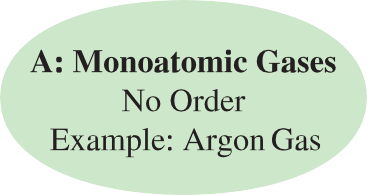 A: Monoatomic Gases
No Order
Example: Argon Gas